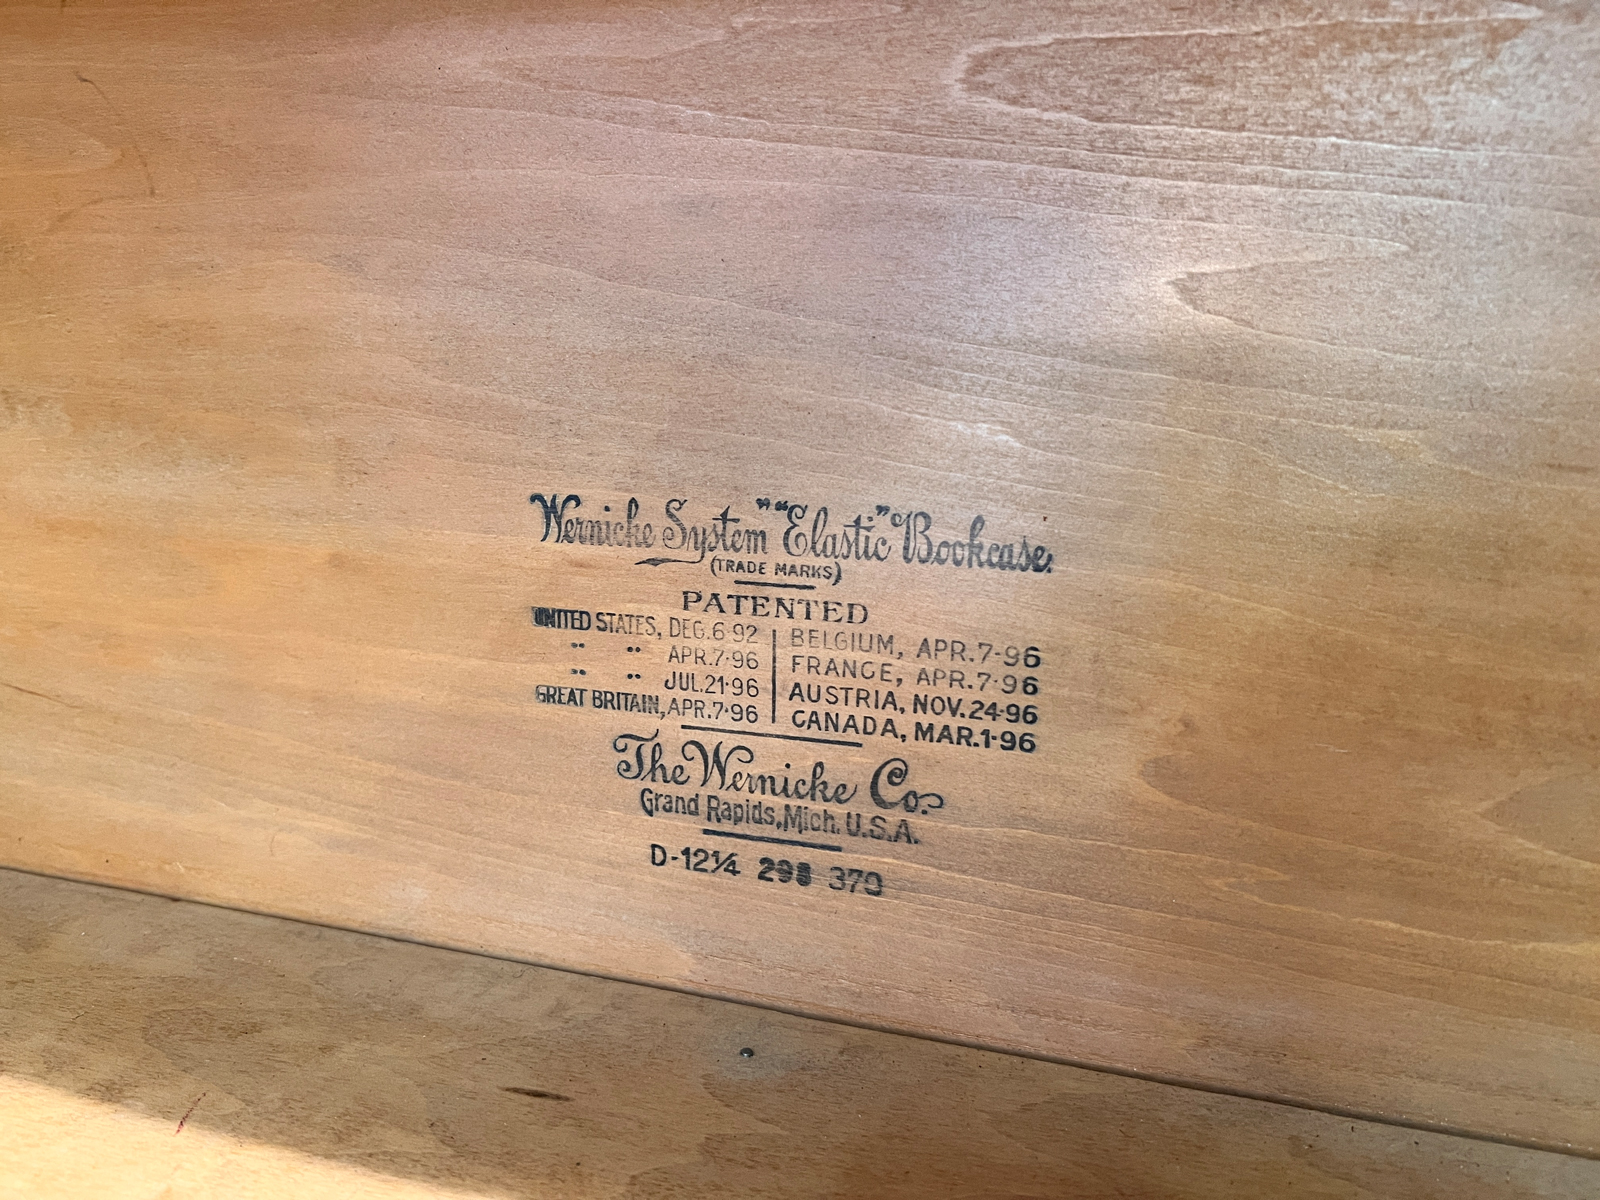 Wernicke System" "Elastic" Bookcase.
(TRADE MARKS)
PATENTED
UNITED STATES, DEC.6-92
" " APR.7-96
" " JUL.21-96
GREAT BRITAIN, APR.7-96
BELGIUM, APR.7-96
FRANCE, APR.7-96
AUSTRIA, NOV.24-96
CANADA, MAR.1-96
The Wernicke Co.
Grand Rapids, Mich. U.S.A.
D-12¼